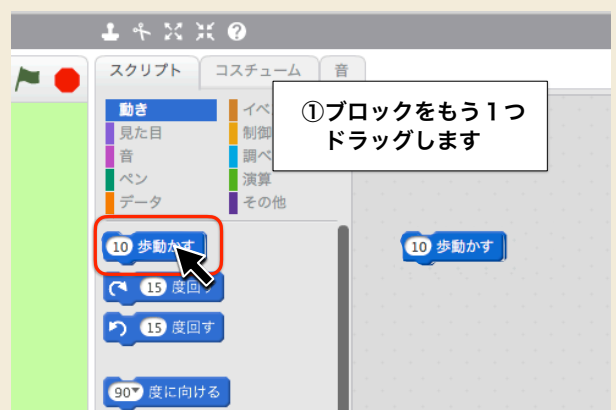 スクリプト
コスチューム
音
動き
見た目
音
ペン
データ
イベ
制御
調べ
演算
その他
①ブロックをもう１つ
ドラッグします
10 歩動かす
15 度回す
15 度回す
90 度に向ける
10 歩動かす